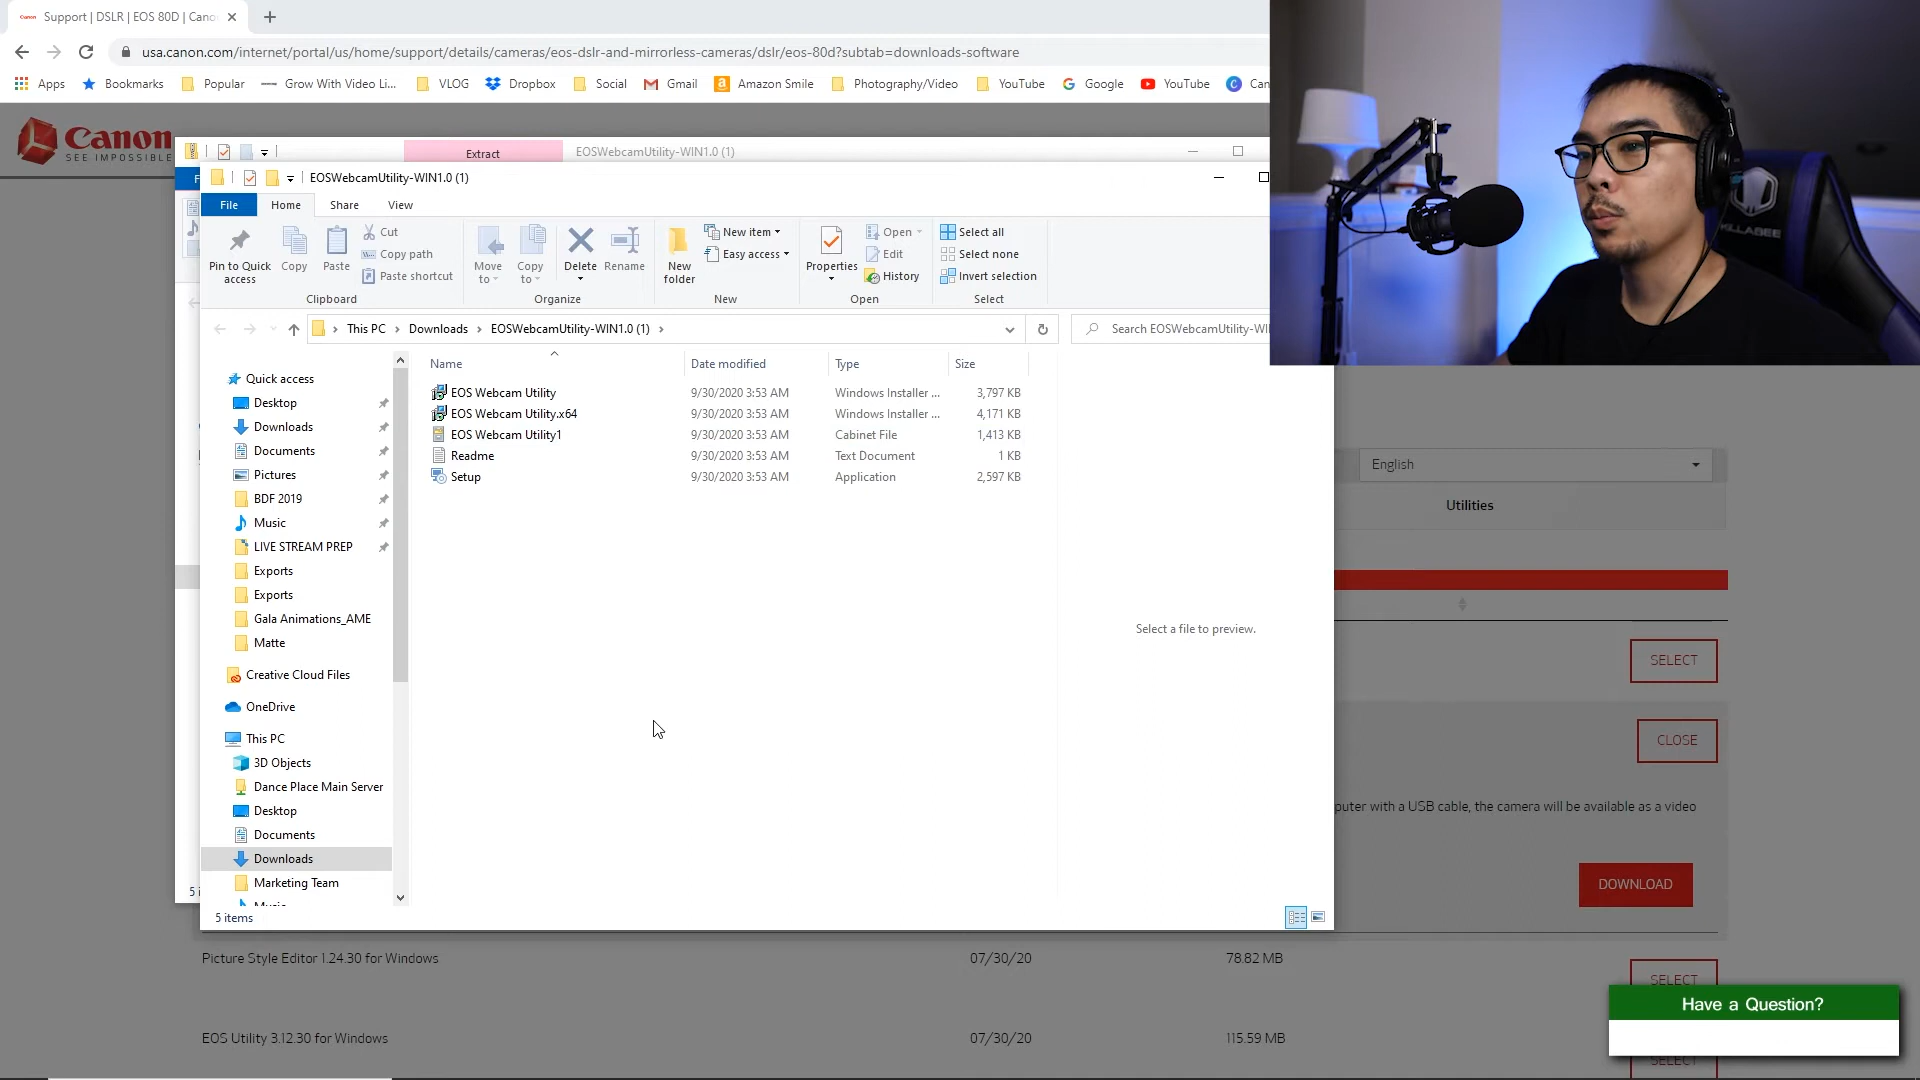 Support | DSLR | EOS 80D | Cano
usa.canon.com/internet/portal/us/home/support/details/cameras/eos-dslr-and-mirrorless-cameras/dslr/eos-80d?subtab=downloads-software
Apps Bookmarks Popular Grow With Video Li... VLOG Dropbox Social Gmail Amazon Smile Photography/Video YouTube Google YouTube Can
Canon
SEE IMPOSSIBLE
Extract EOSWebcamUtility-WIN1.0 (1)
EOSWebcamUtility-WIN1.0 (1)
File Home Share View
Pin to Quick access
Copy
Paste
Cut
Copy path
Paste shortcut
Clipboard
Move to
Copy to
Delete
Rename
Organize
New folder
New item
Easy access
New
Properties
Open
Edit
History
Open
Select all
Select none
Invert selection
Select
This PC Downloads EOSWebcamUtility-WIN1.0 (1)
Search EOSWebcamUtility-WI
Name Date modified Type Size
EOS Webcam Utility 9/30/2020 3:53 AM Windows Installer ... 3,797 KB
EOS Webcam Utility.x64 9/30/2020 3:53 AM Windows Installer ... 4,171 KB
EOS Webcam Utility1 9/30/2020 3:53 AM Cabinet File 1,413 KB
Readme 9/30/2020 3:53 AM Text Document 1 KB
Setup 9/30/2020 3:53 AM Application 2,597 KB
Quick access
Desktop
Downloads
Documents
Pictures
BDF 2019
Music
LIVE STREAM PREP
Exports
Exports
Gala Animations_AME
Matte
Creative Cloud Files
OneDrive
This PC
3D Objects
Dance Place Main Server
Desktop
Documents
Downloads
Marketing Team
Select a file to preview.
5 items
KILLABEE
English
Utilities
SELECT
CLOSE
puter with a USB cable, the camera will be available as a video
DOWNLOAD
Picture Style Editor 1.24.30 for Windows 07/30/20 78.82 MB
SELECT
Have a Question?
EOS Utility 3.12.30 for Windows 07/30/20 115.59 MB
SELECT